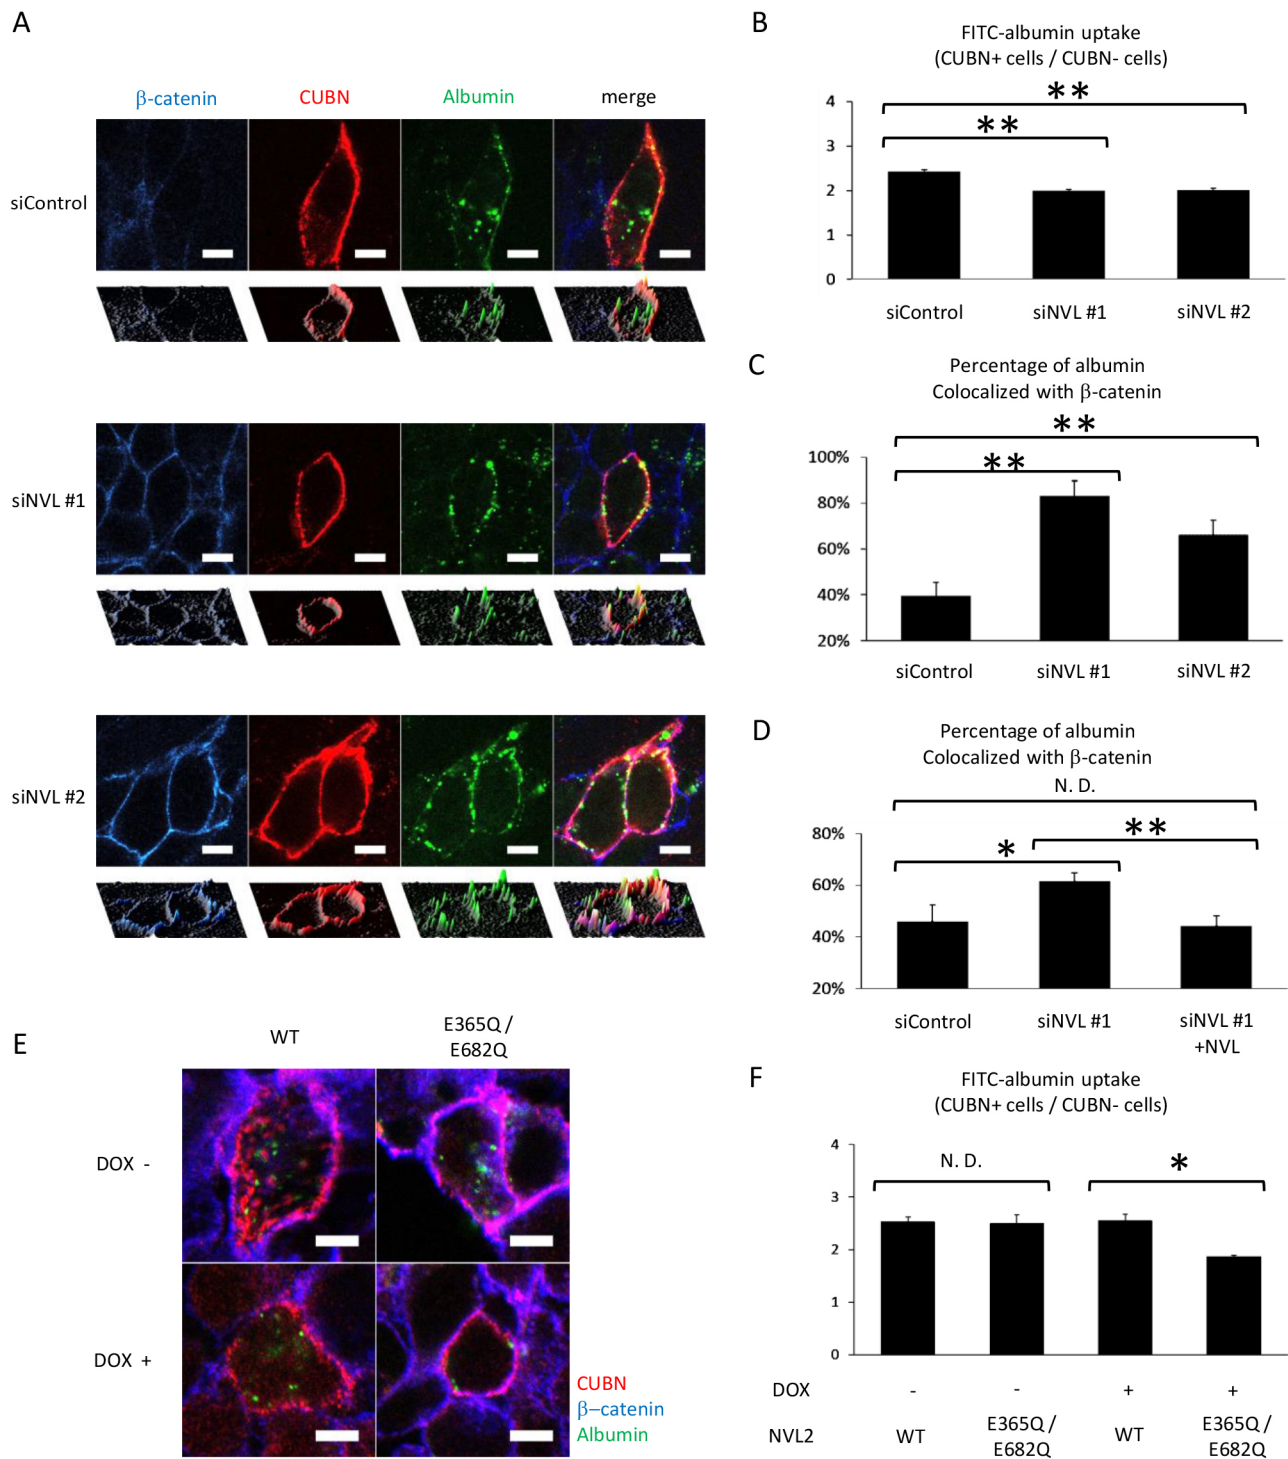 A
β-catenin
CUBN
Albumin
merge
siControl
siNVL #1
siNVL #2
B
FITC-albumin uptake
(CUBN+ cells / CUBN- cells)
**
**
4
3
2
1
0
siControl
siNVL #1
siNVL #2
C
Percentage of albumin
Colocalized with β-catenin
**
**
100%
80%
60%
40%
20%
siControl
siNVL #1
siNVL #2
D
Percentage of albumin
Colocalized with β-catenin
N. D.
**
*
80%
60%
40%
20%
siControl
siNVL #1
siNVL #1
+NVL
E
WT
E365Q /
E682Q
DOX -
DOX +
CUBN
β–catenin
Albumin
F
FITC-albumin uptake
(CUBN+ cells / CUBN- cells)
N. D.
*
4
3
2
1
0
DOX - - + +
NVL2 WT E365Q / E682Q WT E365Q / E682Q